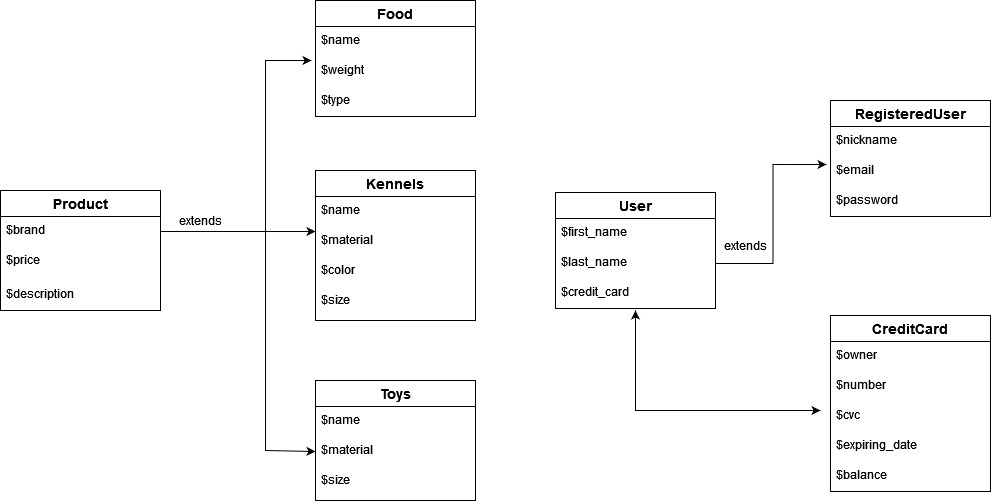 Food
$name
$weight
$type
Kennels
$name
$material
$color
$size
Toys
$name
$material
$size
Product
$brand
$price
$description
extends
User
$first_name
$last_name
$credit_card
extends
RegisteredUser
$nickname
$email
$password
CreditCard
$owner
$number
$cvc
$expiring_date
$balance